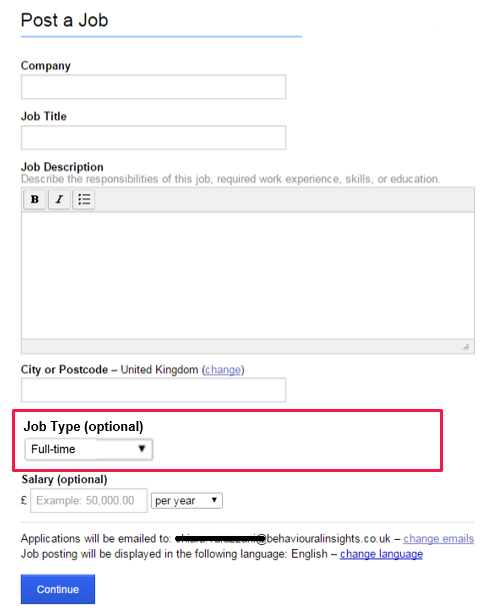 Post a Job
Company
Job Title
Job Description
Describe the responsibilities of this job, required work experience, skills, or education.
B I
City or Postcode – United Kingdom (change)
Job Type (optional)
Full-time
Salary (optional)
£ Example: 50,000.00 per year
Applications will be emailed to: @behaviouralinsights.co.uk – change emails
Job posting will be displayed in the following language: English – change language
Continue